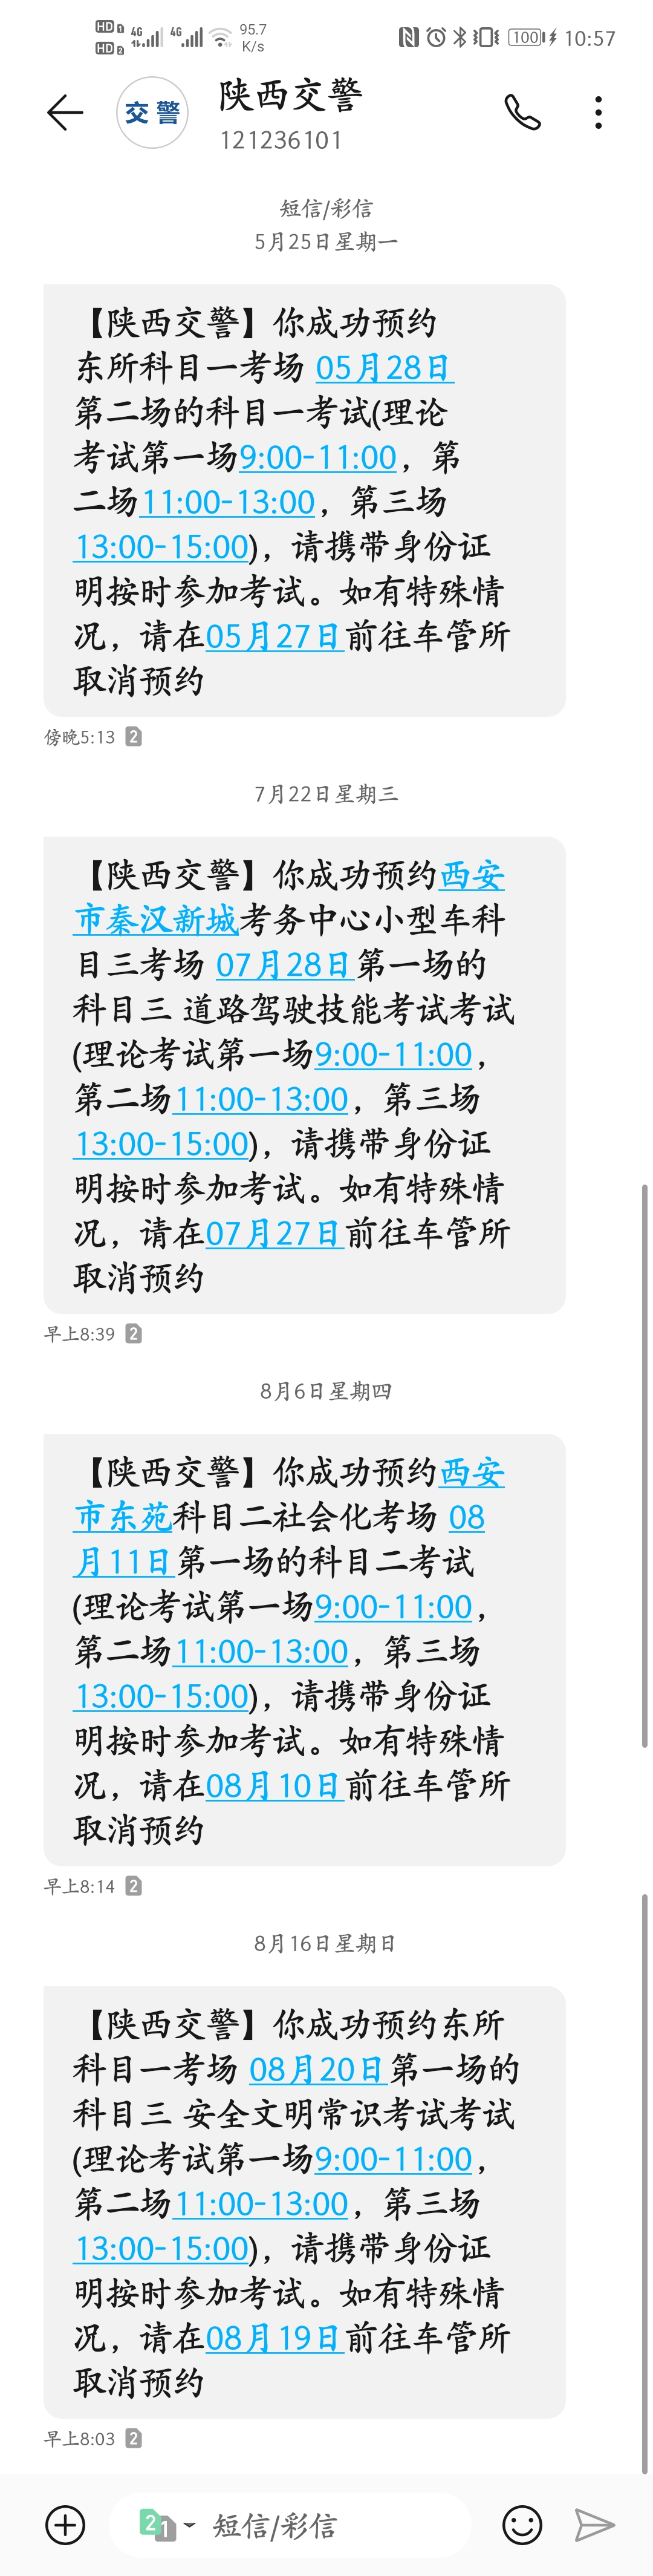 HD 1 4G 4G 95.7
HD 2 K/s 100 10:57
交警 陕西交警
121236101
短信/彩信
5月25日星期一
【陕西交警】你成功预约
东所科目一考场 05月28日
第二场的科目一考试(理论
考试第一场9:00-11:00，第
二场11:00-13:00，第三场
13:00-15:00)，请携带身份证
明按时参加考试。如有特殊情
况，请在05月27日前往车管所
取消预约
傍晚5:13 2
7月22日星期三
【陕西交警】你成功预约西安
市秦汉新城考务中心小型车科
目三考场 07月28日第一场的
科目三 道路驾驶技能考试考试
(理论考试第一场9:00-11:00，
第二场11:00-13:00，第三场
13:00-15:00)，请携带身份证
明按时参加考试。如有特殊情
况，请在07月27日前往车管所
取消预约
早上8:39 2
8月6日星期四
【陕西交警】你成功预约西安
市东苑科目二社会化考场 08
月11日第一场的科目二考试
(理论考试第一场9:00-11:00，
第二场11:00-13:00，第三场
13:00-15:00)，请携带身份证
明按时参加考试。如有特殊情
况，请在08月10日前往车管所
取消预约
早上8:14 2
8月16日星期日
【陕西交警】你成功预约东所
科目一考场 08月20日第一场的
科目三 安全文明常识考试考试
(理论考试第一场9:00-11:00，
第二场11:00-13:00，第三场
13:00-15:00)，请携带身份证
明按时参加考试。如有特殊情
况，请在08月19日前往车管所
取消预约
早上8:03 2
2 1 短信/彩信